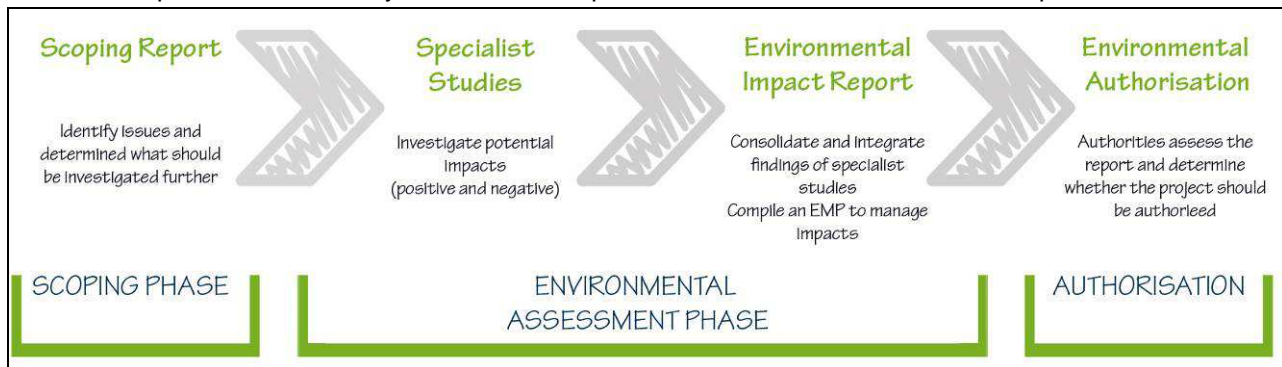 Scoping Report
Identify issues and
determined what should
be investigated further
Specialist
Studies
Investigate potential
impacts
(positive and negative)
Environmental
Impact Report
Consolidate and integrate
findings of specialist
studies
Compile an EMP to manage
impacts
Environmental
Authorisation
Authorities assess the
report and determine
whether the project should
be authorieed
SCOPING PHASE
ENVIRONMENTAL
ASSESSMENT PHASE
AUTHORISATION